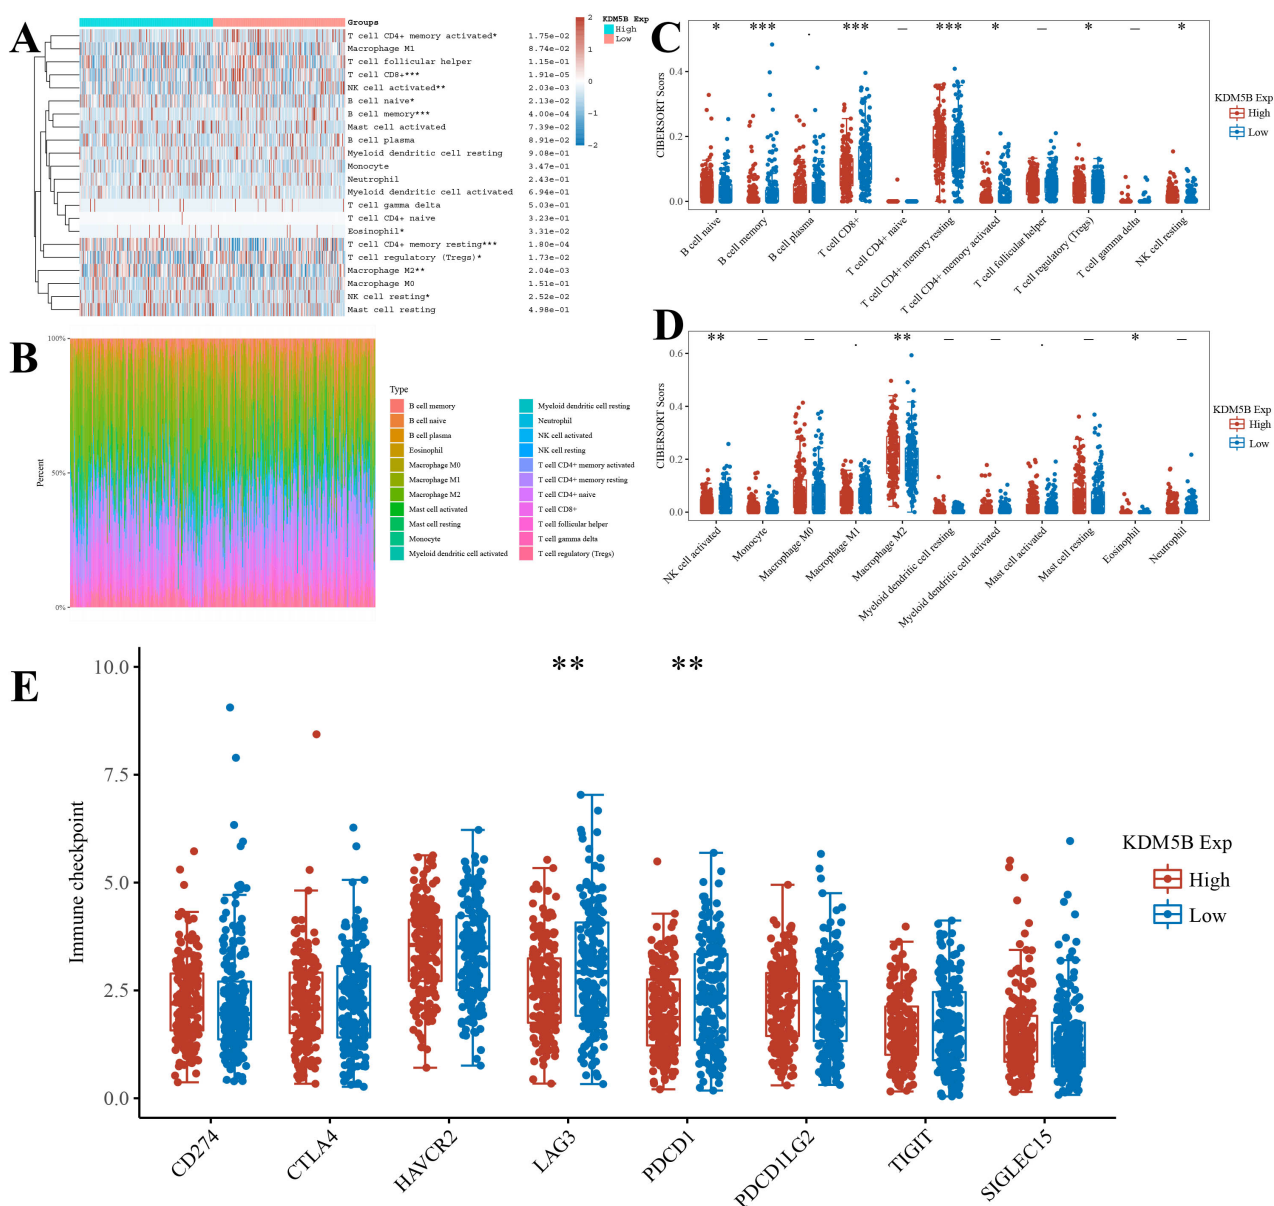 A
Groups
T cell CD4+ memory activated* 1.75e-02
Macrophage M1 8.74e-02
T cell follicular helper 1.15e-01
T cell CD8+*** 1.91e-05
NK cell activated** 2.03e-03
B cell naive* 2.13e-02
B cell memory*** 4.00e-04
Mast cell activated 7.39e-02
B cell plasma 8.91e-02
Myeloid dendritic cell resting 9.08e-01
Monocyte 3.47e-01
Neutrophil 2.43e-01
Myeloid dendritic cell activated 6.94e-01
T cell gamma delta 5.03e-01
T cell CD4+ naive 3.23e-01
Eosinophil* 3.31e-02
T cell CD4+ memory resting*** 1.80e-04
T cell regulatory (Tregs)* 1.73e-02
Macrophage M2** 2.04e-03
Macrophage M0 1.51e-01
NK cell resting* 2.52e-02
Mast cell resting 4.98e-01
2
1
0
-1
-2
KDM5B Exp
High
Low
B
100%
50%
0%
Percent
Type
B cell memory
B cell naive
B cell plasma
Eosinophil
Macrophage M0
Macrophage M1
Macrophage M2
Mast cell activated
Mast cell resting
Monocyte
Myeloid dendritic cell activated
Myeloid dendritic cell resting
Neutrophil
NK cell activated
NK cell resting
T cell CD4+ memory activated
T cell CD4+ memory resting
T cell CD4+ naive
T cell CD8+
T cell follicular helper
T cell gamma delta
T cell regulatory (Tregs)
C
* *** . *** — *** * — * — *
CIBERSORT Scores
0.4
0.2
0.0
B cell naive
B cell memory
B cell plasma
T cell CD8+
T cell CD4+ naive
T cell CD4+ memory resting
T cell CD4+ memory activated
T cell follicular helper
T cell regulatory (Tregs)
T cell gamma delta
NK cell resting
KDM5B Exp
High
Low
D
** — — . ** — — . — * —
CIBERSORT Scores
0.6
0.4
0.2
0.0
NK cell activated
Monocyte
Macrophage M0
Macrophage M1
Macrophage M2
Myeloid dendritic cell resting
Myeloid dendritic cell activated
Mast cell activated
Mast cell resting
Eosinophil
Neutrophil
KDM5B Exp
High
Low
E
** **
Immune checkpoint
10.0
7.5
5.0
2.5
0.0
CD274
CTLA4
HAVCR2
LAG3
PDCD1
PDCD1LG2
TIGIT
SIGLEC15
KDM5B Exp
High
Low